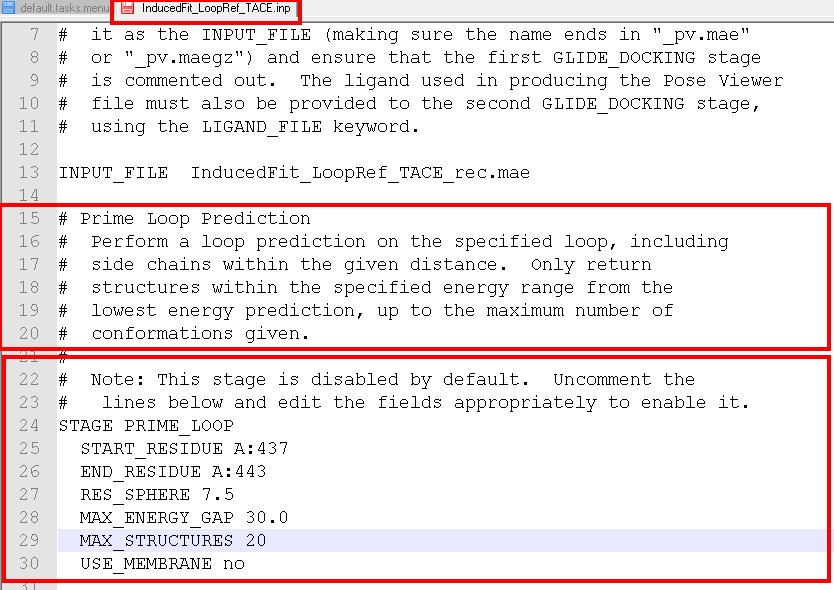 default.tasks.menu InducedFit_LoopRef_TACE.inp
7 #  it as the INPUT_FILE (making sure the name ends in "_pv.mae"
8 #  or "_pv.maegz") and ensure that the first GLIDE_DOCKING stage
9 #  is commented out.  The ligand used in producing the Pose Viewer
10 #  file must also be provided to the second GLIDE_DOCKING stage,
11 #  using the LIGAND_FILE keyword.
12
13 INPUT_FILE  InducedFit_LoopRef_TACE_rec.mae
14
15 # Prime Loop Prediction
16 #  Perform a loop prediction on the specified loop, including
17 #  side chains within the given distance.  Only return
18 #  structures within the specified energy range from the
19 #  lowest energy prediction, up to the maximum number of
20 #  conformations given.
21 #
22 #  Note: This stage is disabled by default.  Uncomment the
23 #   lines below and edit the fields appropriately to enable it.
24 STAGE PRIME_LOOP
25   START_RESIDUE A:437
26   END_RESIDUE A:443
27   RES_SPHERE 7.5
28   MAX_ENERGY_GAP 30.0
29   MAX_STRUCTURES 20
30   USE_MEMBRANE no
31